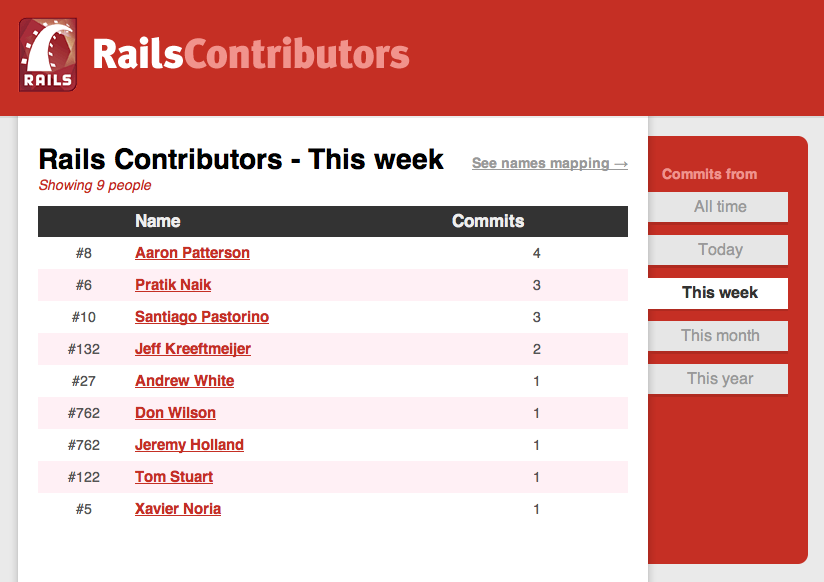 RAILS
RailsContributors
Rails Contributors - This week
See names mapping →
Showing 9 people
Name Commits
#8 Aaron Patterson 4
#6 Pratik Naik 3
#10 Santiago Pastorino 3
#132 Jeff Kreeftmeijer 2
#27 Andrew White 1
#762 Don Wilson 1
#762 Jeremy Holland 1
#122 Tom Stuart 1
#5 Xavier Noria 1
Commits from
All time
Today
This week
This month
This year